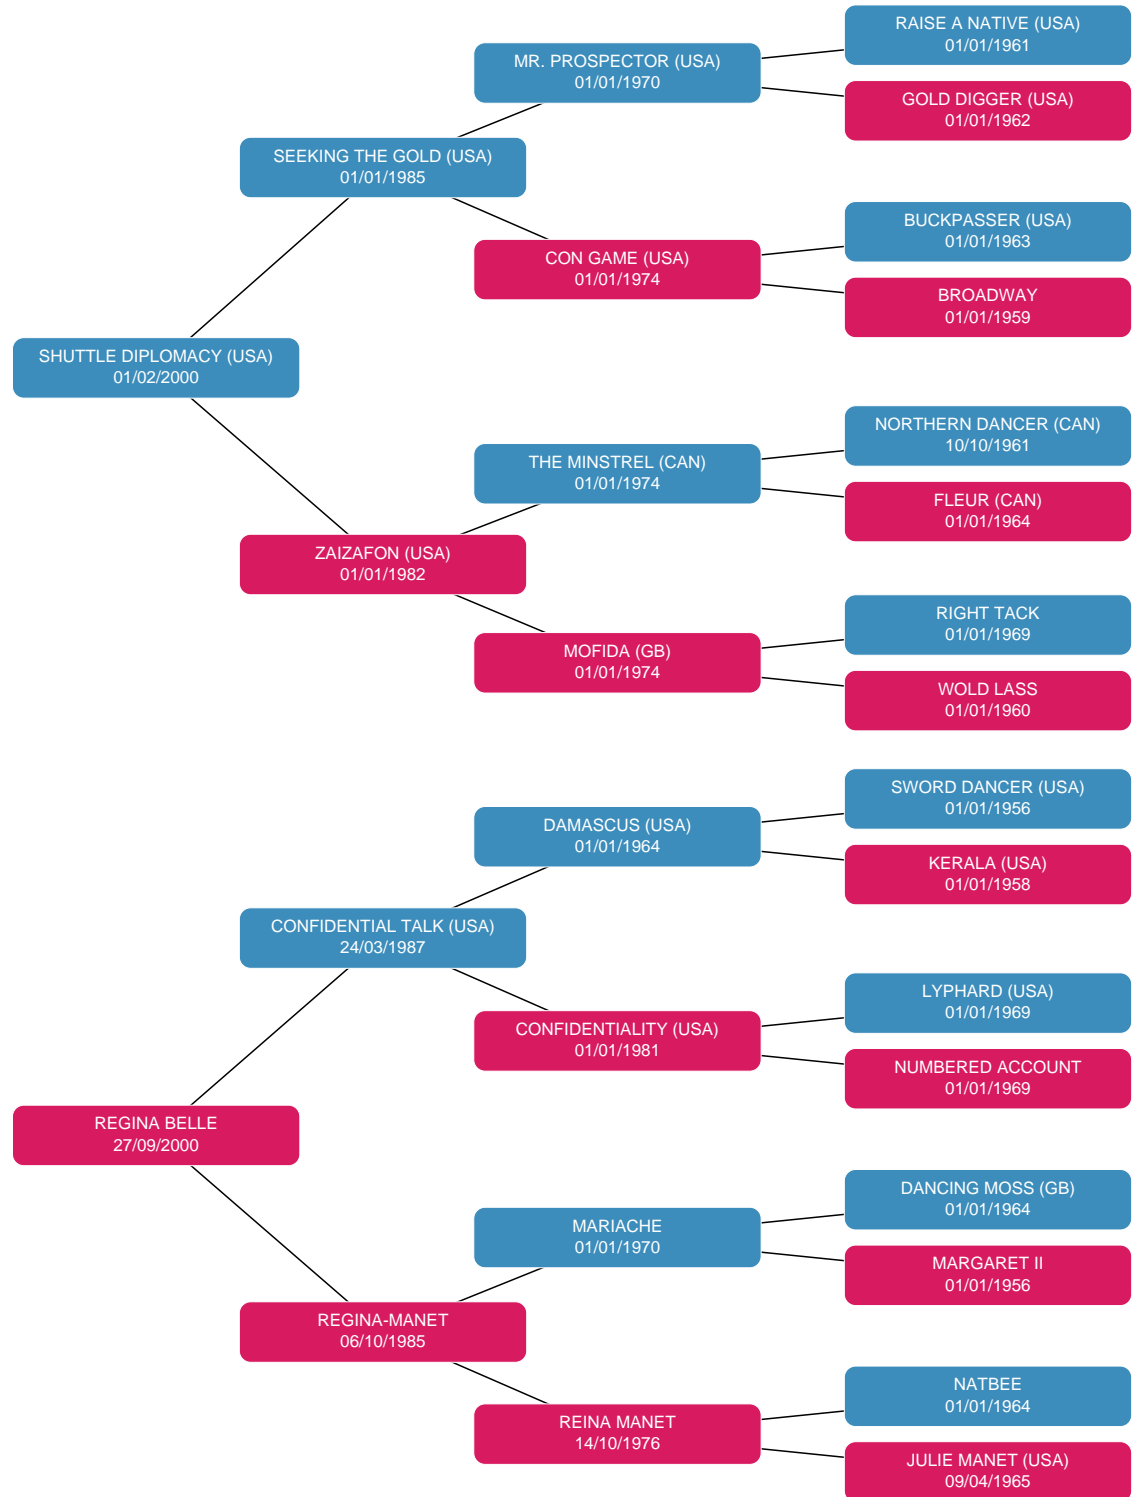 RAISE A NATIVE (USA)
01/01/1961
MR. PROSPECTOR (USA)
01/01/1970
GOLD DIGGER (USA)
01/01/1962
SEEKING THE GOLD (USA)
01/01/1985
BUCKPASSER (USA)
01/01/1963
CON GAME (USA)
01/01/1974
BROADWAY
01/01/1959
SHUTTLE DIPLOMACY (USA)
01/02/2000
NORTHERN DANCER (CAN)
10/10/1961
THE MINSTREL (CAN)
01/01/1974
FLEUR (CAN)
01/01/1964
ZAIZAFON (USA)
01/01/1982
RIGHT TACK
01/01/1969
MOFIDA (GB)
01/01/1974
WOLD LASS
01/01/1960
SWORD DANCER (USA)
01/01/1956
DAMASCUS (USA)
01/01/1964
KERALA (USA)
01/01/1958
CONFIDENTIAL TALK (USA)
24/03/1987
LYPHARD (USA)
01/01/1969
CONFIDENTIALITY (USA)
01/01/1981
NUMBERED ACCOUNT
01/01/1969
REGINA BELLE
27/09/2000
DANCING MOSS (GB)
01/01/1964
MARIACHE
01/01/1970
MARGARET II
01/01/1956
REGINA-MANET
06/10/1985
NATBEE
01/01/1964
REINA MANET
14/10/1976
JULIE MANET (USA)
09/04/1965